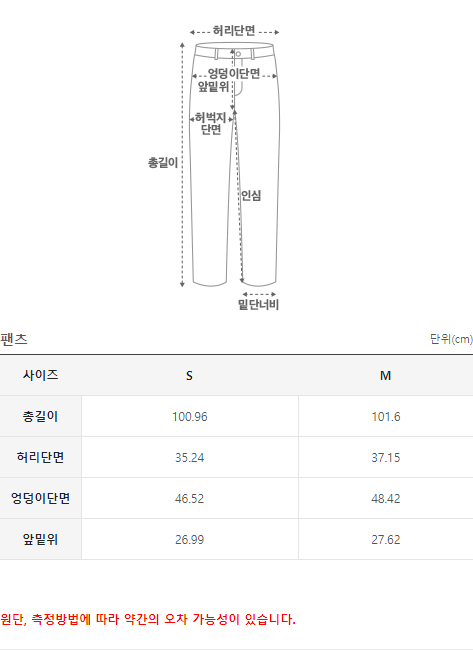 허리단면
엉덩이단면
앞밑위
허벅지
단면
총길이
인심
밑단너비
팬츠 단위(cm)
사이즈 S M
총길이 100.96 101.6
허리단면 35.24 37.15
엉덩이단면 46.52 48.42
앞밑위 26.99 27.62
원단, 측정방법에 따라 약간의 오차 가능성이 있습니다.